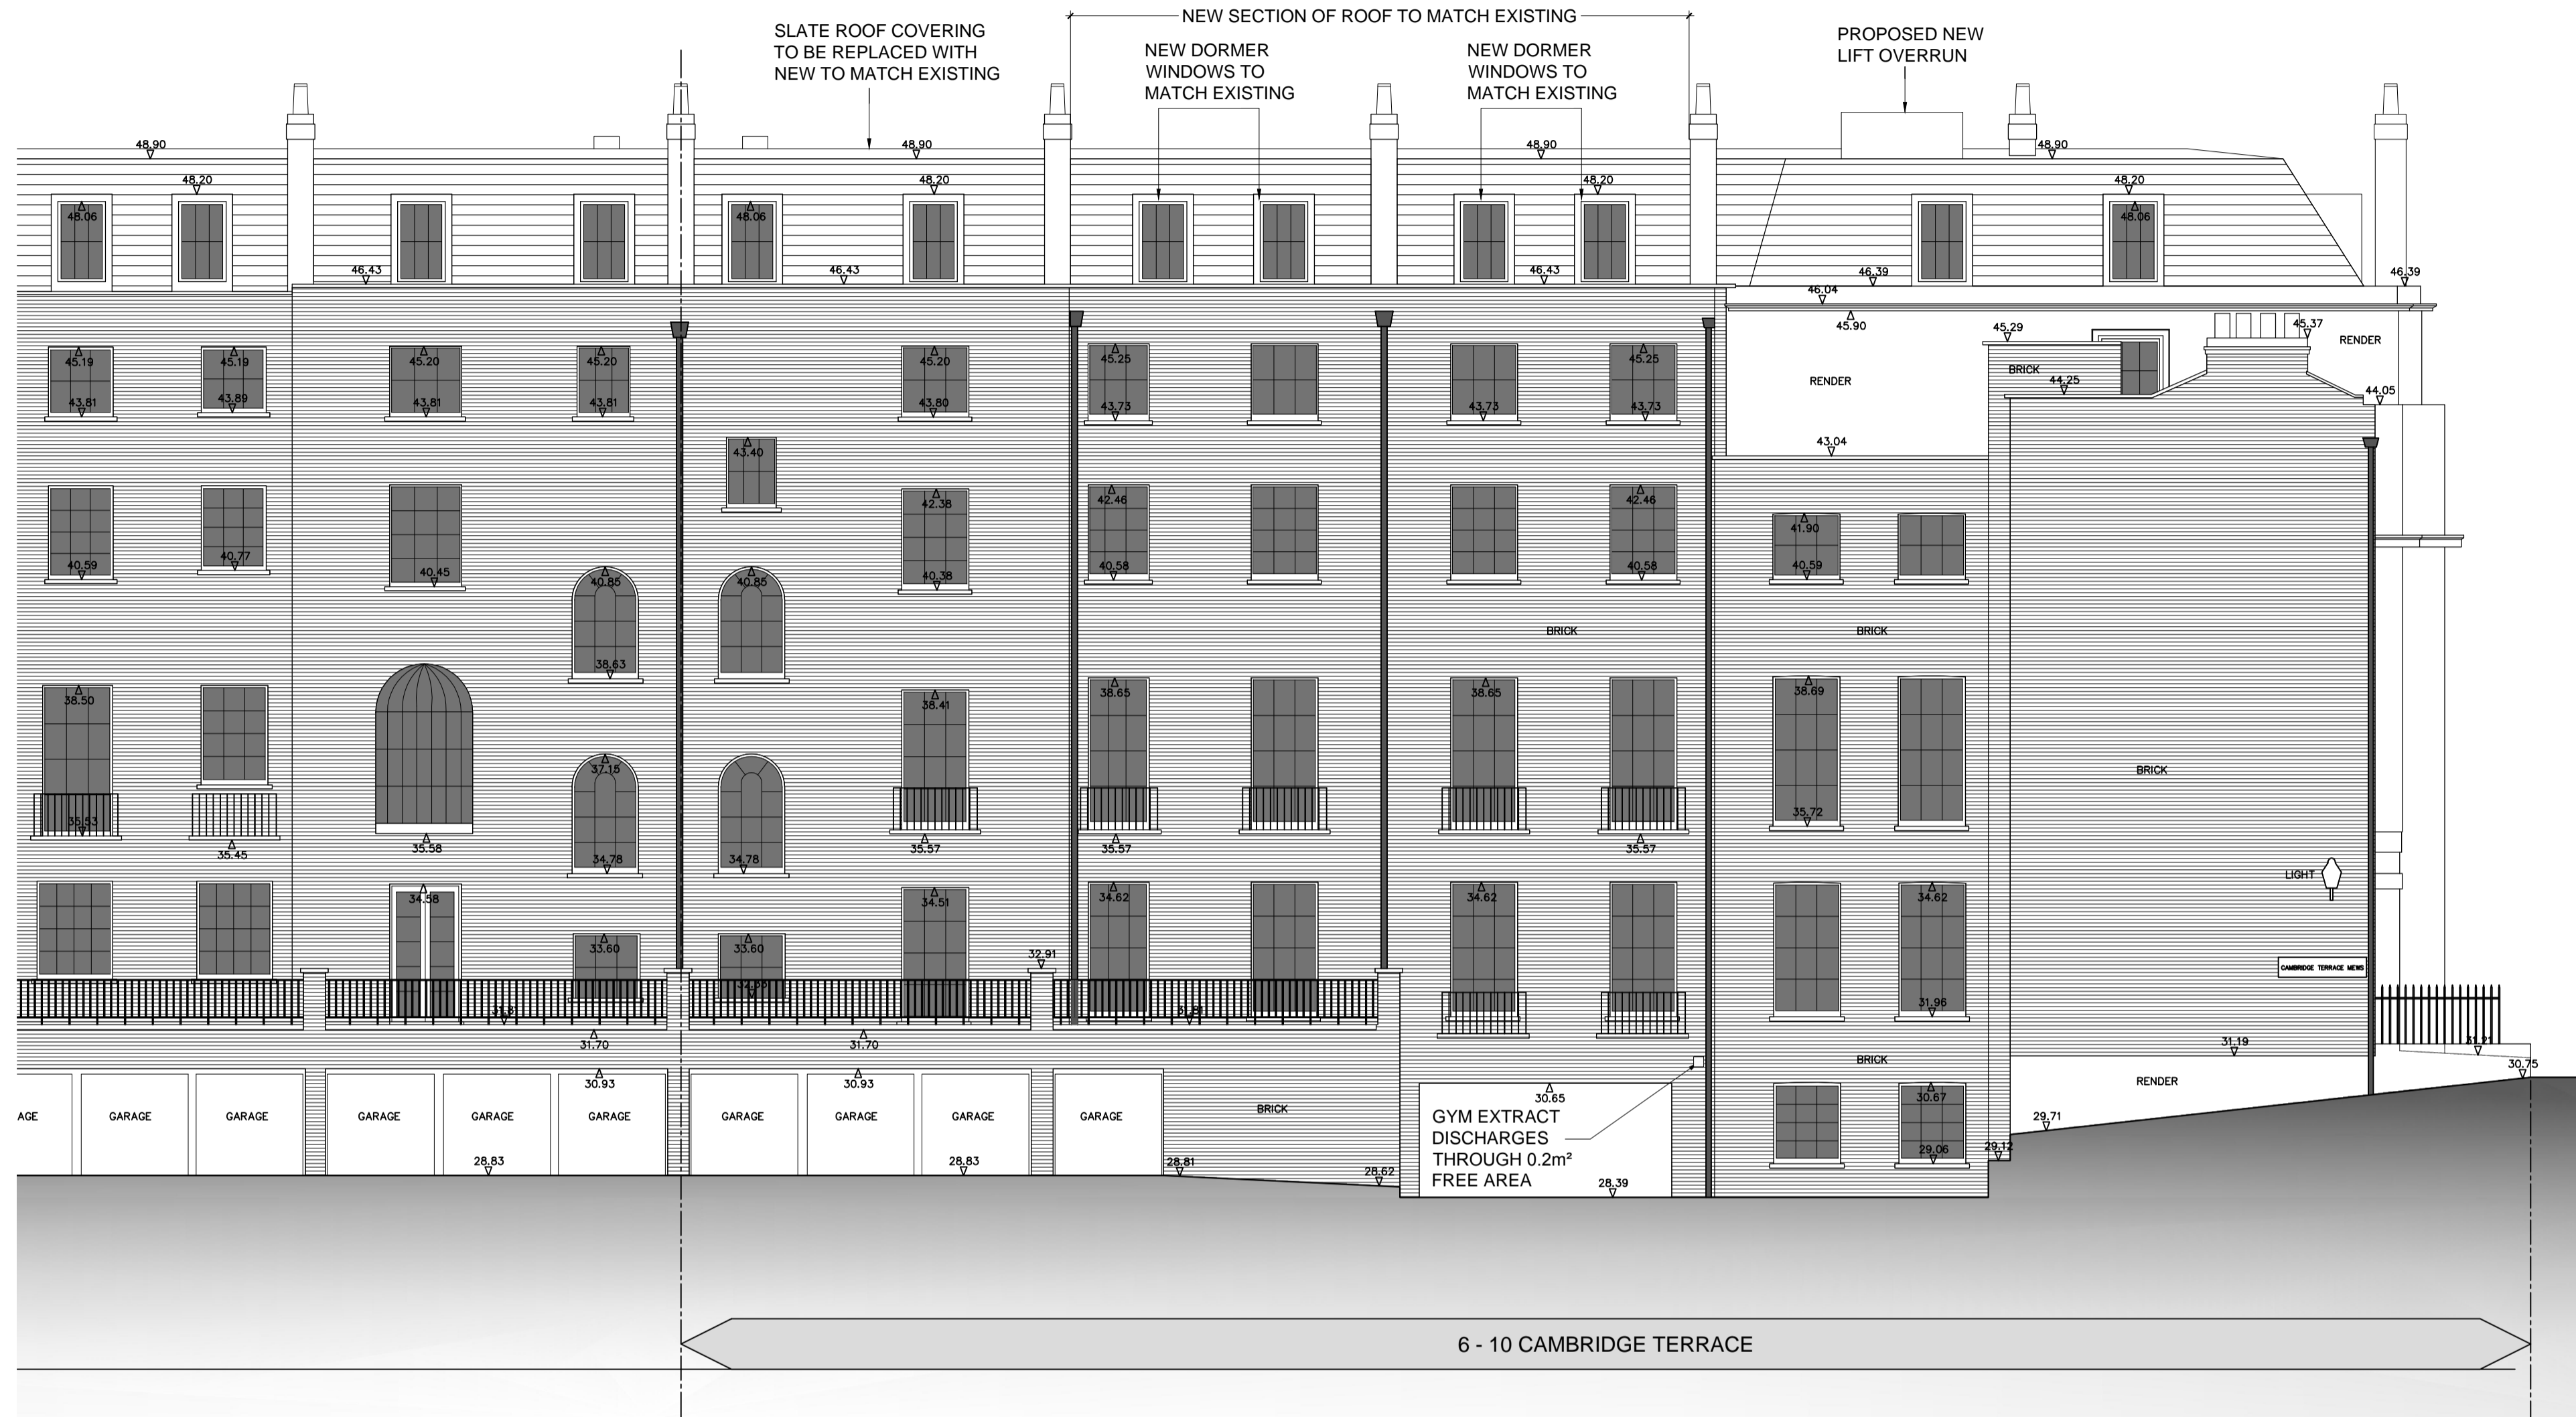 NEW SECTION OF ROOF TO MATCH EXISTING
SLATE ROOF COVERING
TO BE REPLACED WITH
NEW TO MATCH EXISTING
NEW DORMER
WINDOWS TO
MATCH EXISTING
NEW DORMER
WINDOWS TO
MATCH EXISTING
PROPOSED NEW
LIFT OVERRUN
48.90 48.90 48.90 48.90
48.20 48.20 48.20 48.20
48.06 48.06 48.06
46.43 46.43 46.43 46.39 46.39
46.04
45.90 45.29 45.37
RENDER
45.19 45.19 45.20 45.20 45.20 45.25 45.25
BRICK
RENDER
44.25
44.05
43.81 43.89 43.81 43.81 43.80 43.73 43.73 43.73
43.40 43.04
42.38 42.46 42.46
41.90
40.59 40.77 40.45 40.85 40.85 40.38 40.58 40.58 40.59
BRICK BRICK
38.63
38.50 38.41 38.65 38.65 38.69
37.15
BRICK
35.53 35.72
35.45 35.58 35.57 35.57 35.57
34.78 34.78
LIGHT
34.58 34.51 34.62 34.62 34.62
33.60 33.60 32.91
CAMBRIDGE TERRACE MEWS
31.81 31.96
31.70 31.70 31.19 31.21
BRICK
30.75
RENDER
30.93 30.93 30.65 30.67
AGE GARAGE GARAGE GARAGE GARAGE GARAGE GARAGE GARAGE GARAGE GARAGE
BRICK
GYM EXTRACT
DISCHARGES
THROUGH 0.2m²
FREE AREA
29.71
29.06 29.12
28.83 28.83 28.81 28.62 28.39
6 - 10 CAMBRIDGE TERRACE